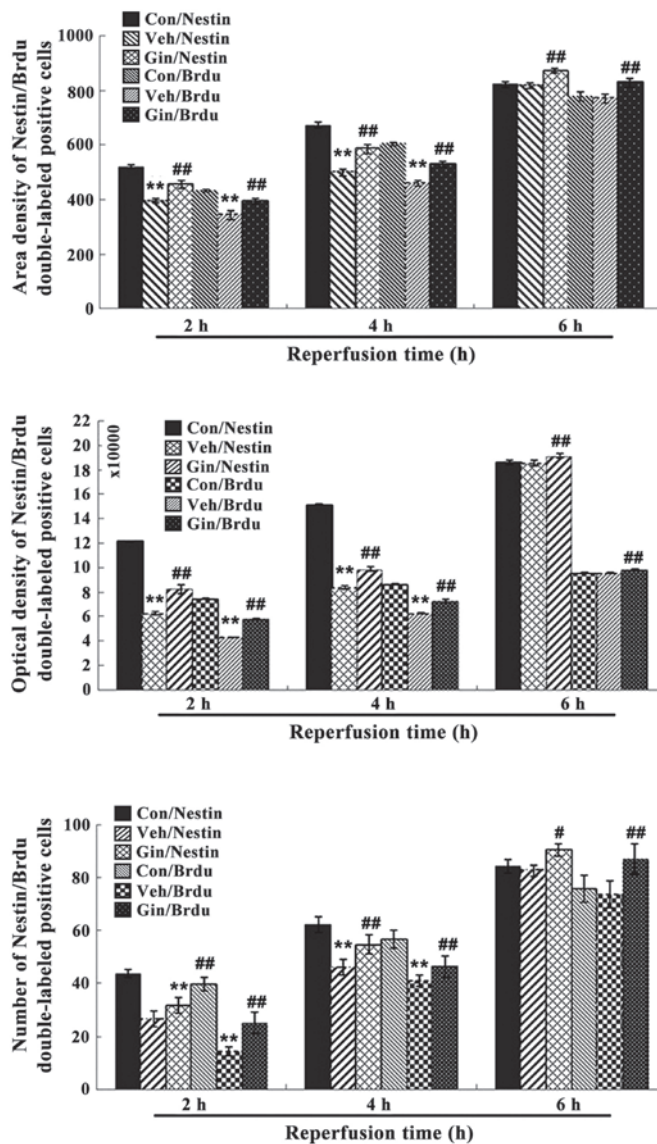 Area density of Nestin/Brdu
double-labeled positive cells
1000
800
600
400
200
0
Con/Nestin
Veh/Nestin
Gin/Nestin
Con/Brdu
Veh/Brdu
Gin/Brdu
** ## ** ##
** ## ** ##
## ##
2 h 4 h 6 h
Reperfusion time (h)
Optical density of Nestin/Brdu
double-labeled positive cells
22
20
18
16
14
12
10
8
6
4
2
0
x10000
Con/Nestin
Veh/Nestin
Gin/Nestin
Con/Brdu
Veh/Brdu
Gin/Brdu
** ## ** ##
** ## ** ##
## ##
2 h 4 h 6 h
Reperfusion time (h)
Number of Nestin/Brdu
double-labeled positive cells
100
80
60
40
20
0
Con/Nestin
Veh/Nestin
Gin/Nestin
Con/Brdu
Veh/Brdu
Gin/Brdu
** ## ** ##
** ## ** ##
# ##
2 h 4 h 6 h
Reperfusion time (h)